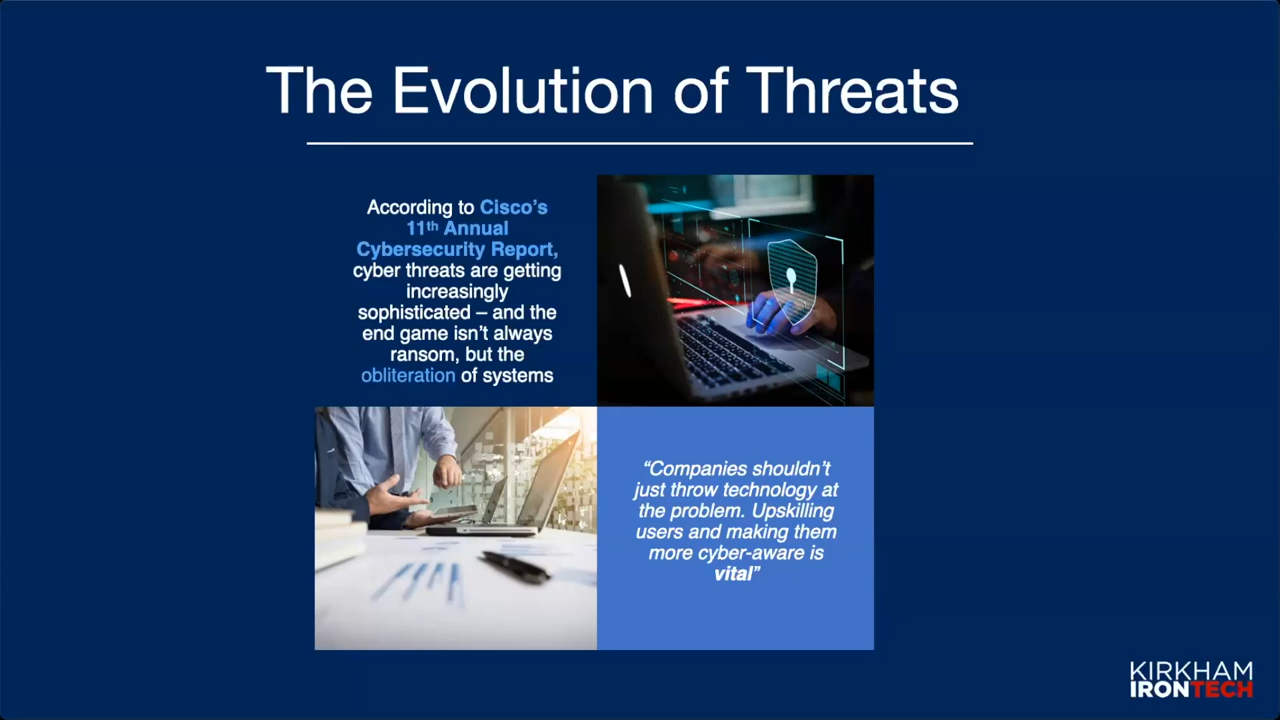 The Evolution of Threats
According to Cisco’s
11th Annual
Cybersecurity Report,
cyber threats are getting
increasingly
sophisticated – and the
end game isn’t always
ransom, but the
obliteration of systems
“Companies shouldn’t
just throw technology at
the problem. Upskilling
users and making them
more cyber-aware is
vital”
KIRKHAM
IRONTECH